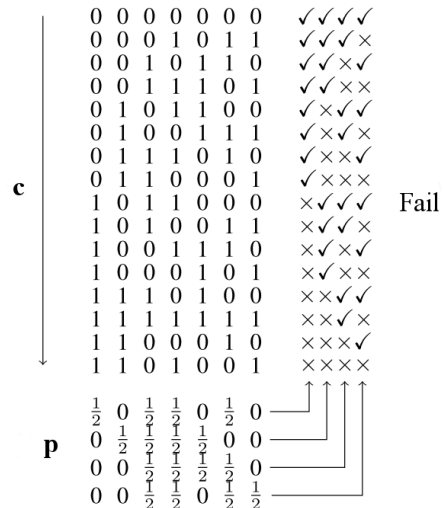 0 0 0 0 0 0 0 ✓✓✓✓
0 0 0 1 0 1 1 ✓✓✓×
0 0 1 0 1 1 0 ✓✓×✓
0 0 1 1 1 0 1 ✓✓××
0 1 0 1 1 0 0 ✓×✓✓
0 1 0 0 1 1 1 ✓×✓×
0 1 1 1 0 1 0 ✓××✓
c 0 1 1 0 0 0 1 ✓×××
1 0 1 1 0 0 0 ×✓✓✓ Fail
1 0 1 0 0 1 1 ×✓✓×
1 0 0 1 1 1 0 ×✓×✓
1 0 0 0 1 0 1 ×✓××
1 1 1 0 1 0 0 ××✓✓
1 1 1 1 1 1 1 ××✓×
1 1 0 0 0 1 0 ×××✓
1 1 0 1 0 0 1 ××××
1/2 0 1/2 1/2 0 1/2 0
p 0 1/2 1/2 1/2 1/2 0 0
0 0 1/2 1/2 1/2 1/2 0
0 0 1/2 1/2 0 1/2 1/2